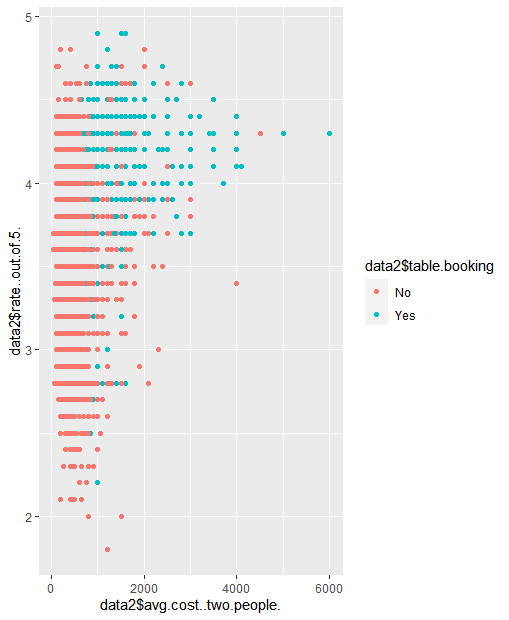 5
4
3
2
data2$rate..out.of.5.
0
2000
4000
6000
data2$avg.cost..two.people.
data2$table.booking
No
Yes